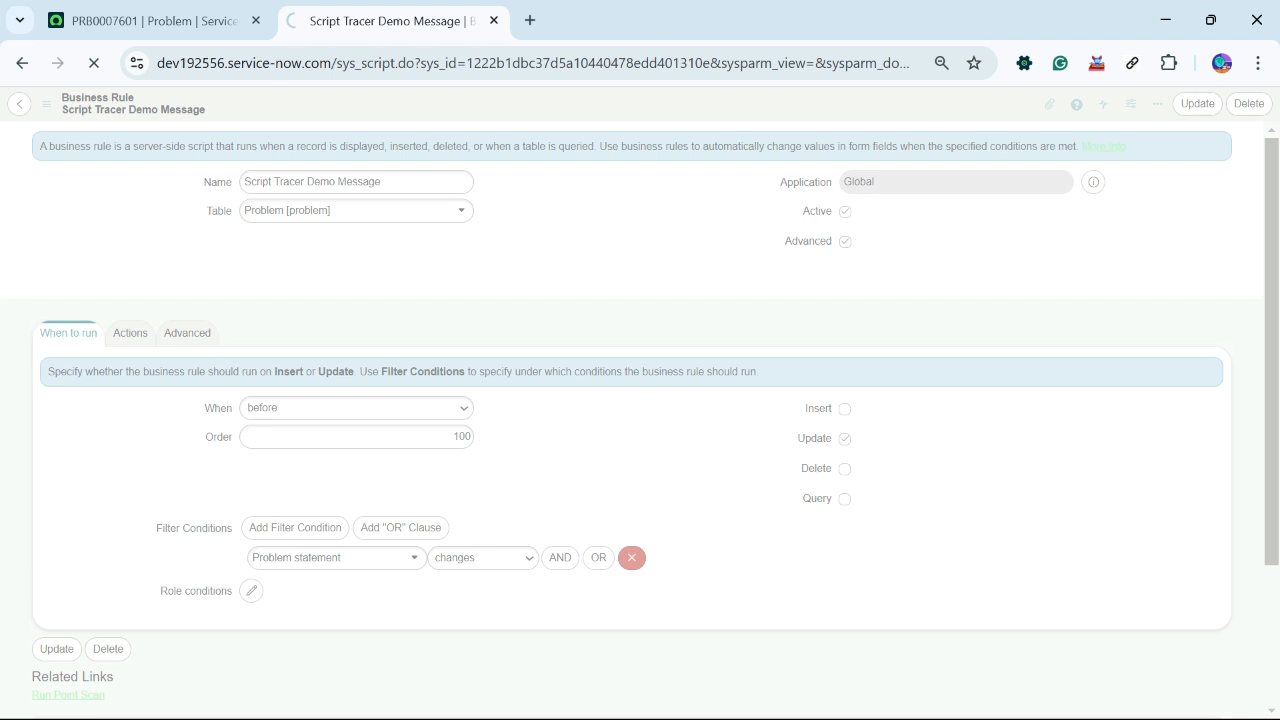 PRB0007601 | Problem | Service
Script Tracer Demo Message | B
dev192556.service-now.com/sys_script.do?sys_id=1222b1dbc37d5a10440478edd401310e&sysparm_view=&sysparm_do...
Business Rule
Script Tracer Demo Message
Update
Delete
A business rule is a server-side script that runs when a record is displayed, inserted, deleted, or when a table is queried. Use business rules to automatically change values in form fields when the specified conditions are met. More Info
Name
Script Tracer Demo Message
Application
Global
Table
Problem [problem]
Active
Advanced
When to run
Actions
Advanced
Specify whether the business rule should run on Insert or Update. Use Filter Conditions to specify under which conditions the business rule should run.
When
before
Insert
Order
100
Update
Delete
Query
Filter Conditions
Add Filter Condition
Add "OR" Clause
Problem statement
changes
AND
OR
Role conditions
Update
Delete
Related Links
Run Point Scan